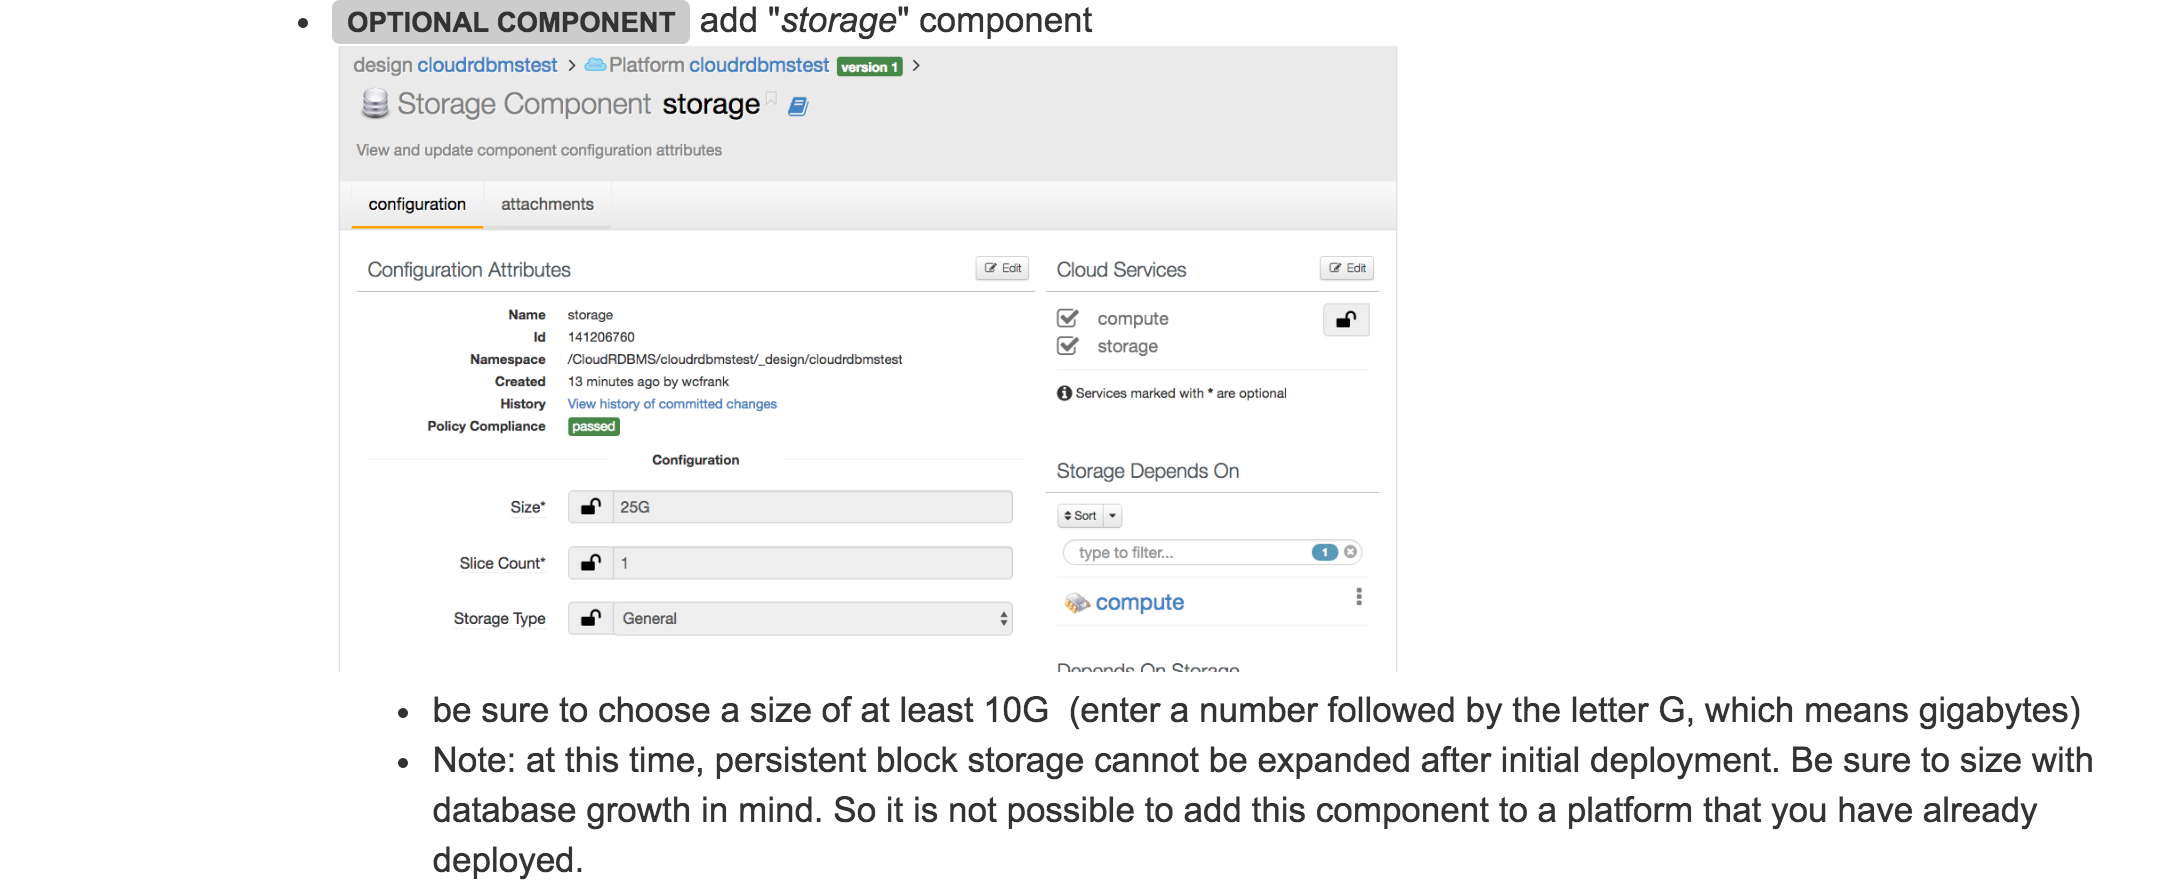 OPTIONAL COMPONENT add "storage" component
design cloudrdbmstest > Platform cloudrdbmstest version 1 >
Storage Component storage
View and update component configuration attributes
configuration attachments
Configuration Attributes Edit
Name storage
Id 141206760
Namespace /CloudRDBMS/cloudrdbmstest/_design/cloudrdbmstest
Created 13 minutes ago by wcfrank
History View history of committed changes
Policy Compliance passed
Configuration
Size* 25G
Slice Count* 1
Storage Type General
Cloud Services Edit
compute
storage
Services marked with * are optional
Storage Depends On
Sort
type to filter... 1
compute
Depends On Storage
be sure to choose a size of at least 10G (enter a number followed by the letter G, which means gigabytes)
Note: at this time, persistent block storage cannot be expanded after initial deployment. Be sure to size with
database growth in mind. So it is not possible to add this component to a platform that you have already
deployed.